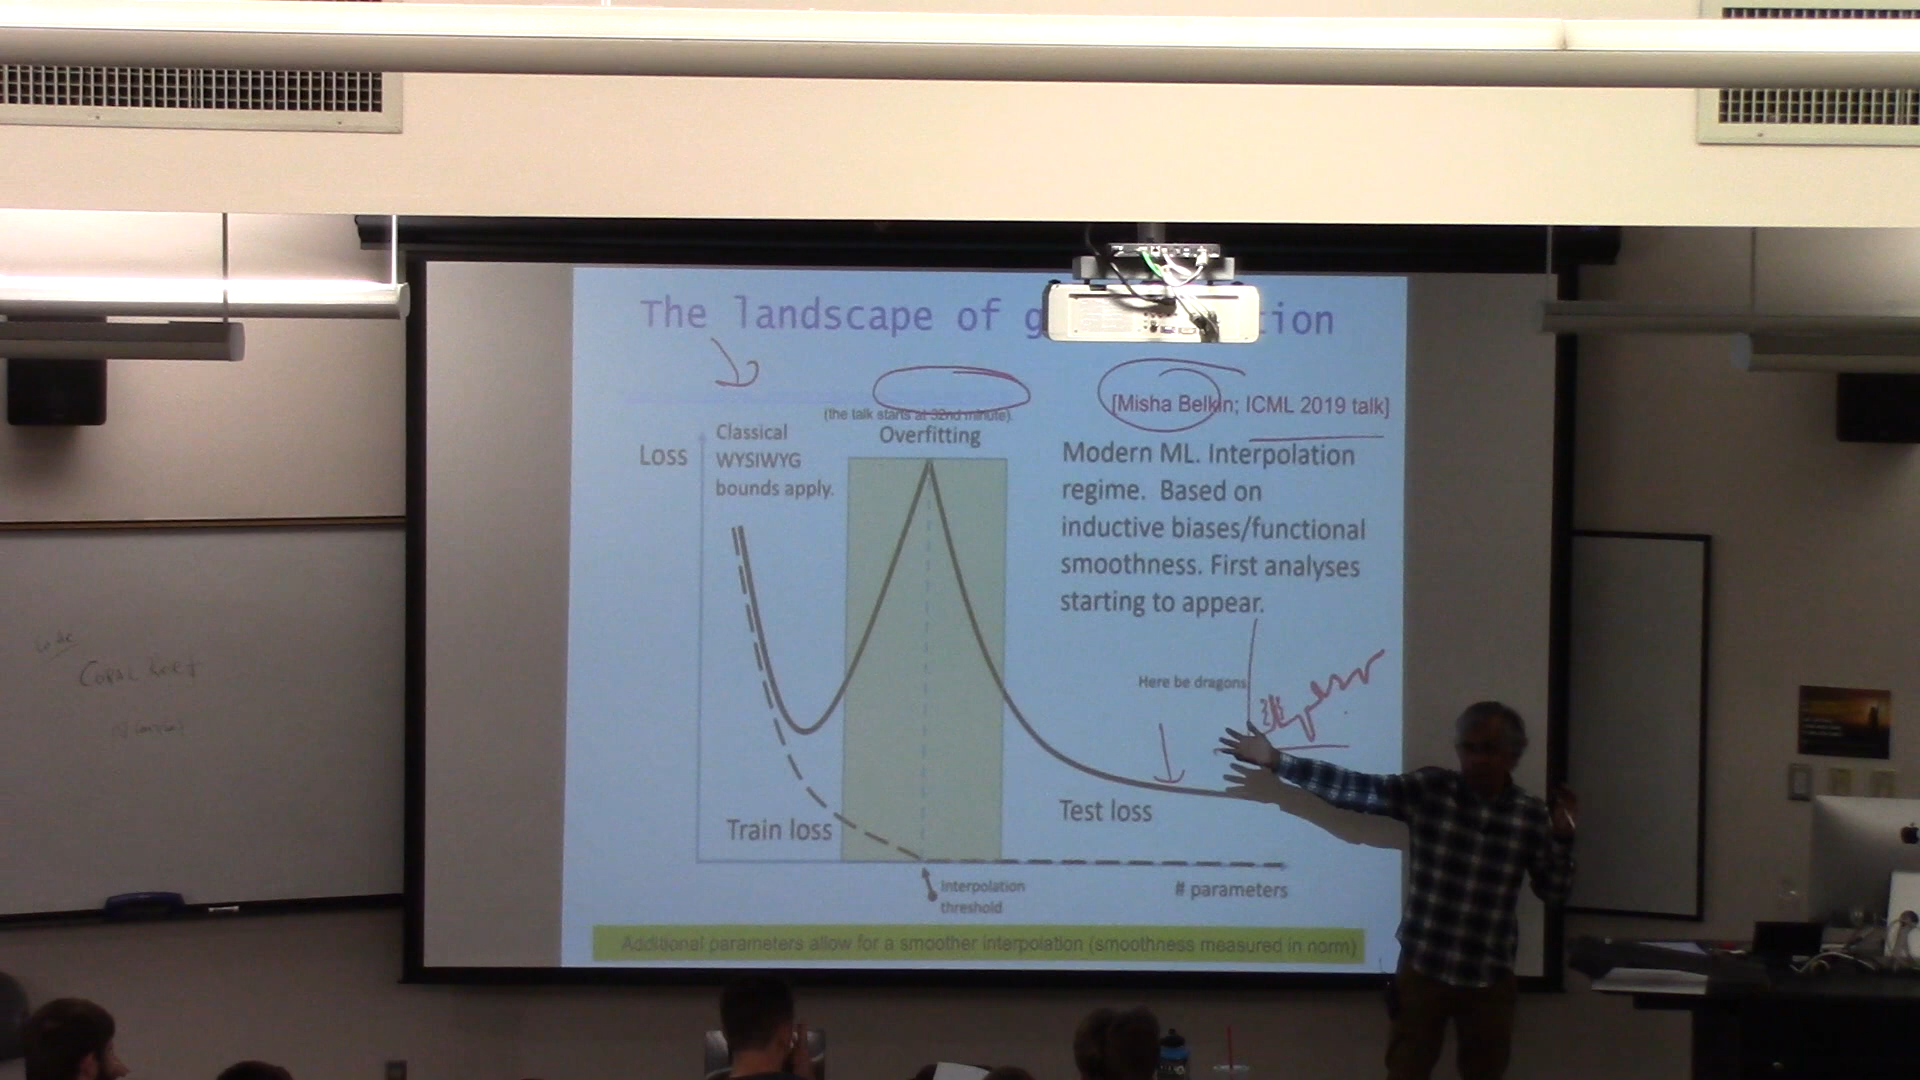 The landscape of g tion
(the talk starts at 32nd minute).
[Misha Belkin; ICML 2019 talk]
Loss
Classical
WYSIWYG
bounds apply.
Overfitting
Modern ML. Interpolation
regime. Based on
inductive biases/functional
smoothness. First analyses
starting to appear.
Here be dragons
Train loss
Test loss
Interpolation
threshold
# parameters
Additional parameters allow for a smoother interpolation (smoothness measured in norm)